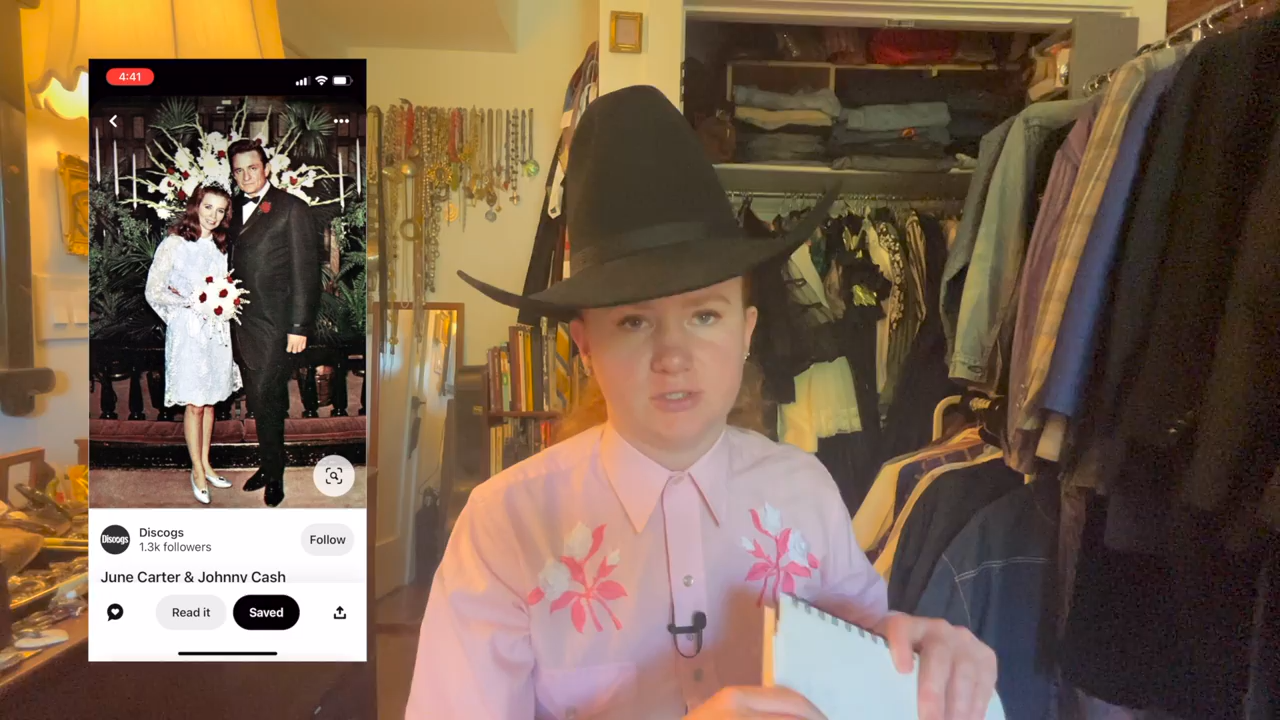 4:41
Discogs
Discogs
1.3k followers
Follow
June Carter & Johnny Cash
Read it
Saved